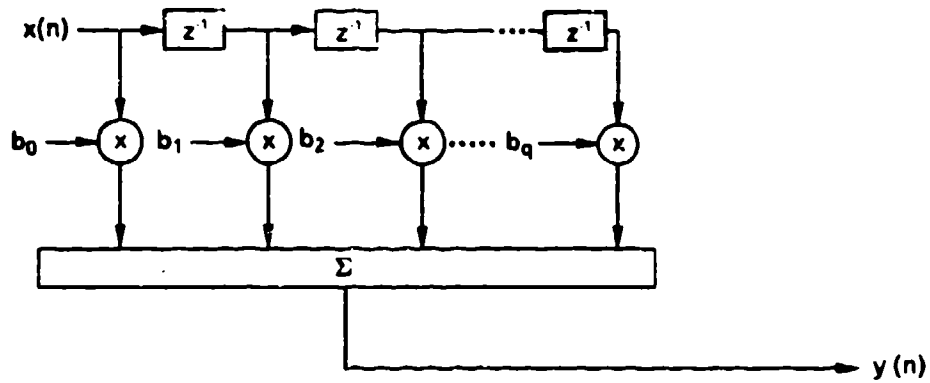 x(n) z⁻¹ z⁻¹ ···· z⁻¹
b₀ x b₁ x b₂ x ····· b_q x
Σ
y(n)